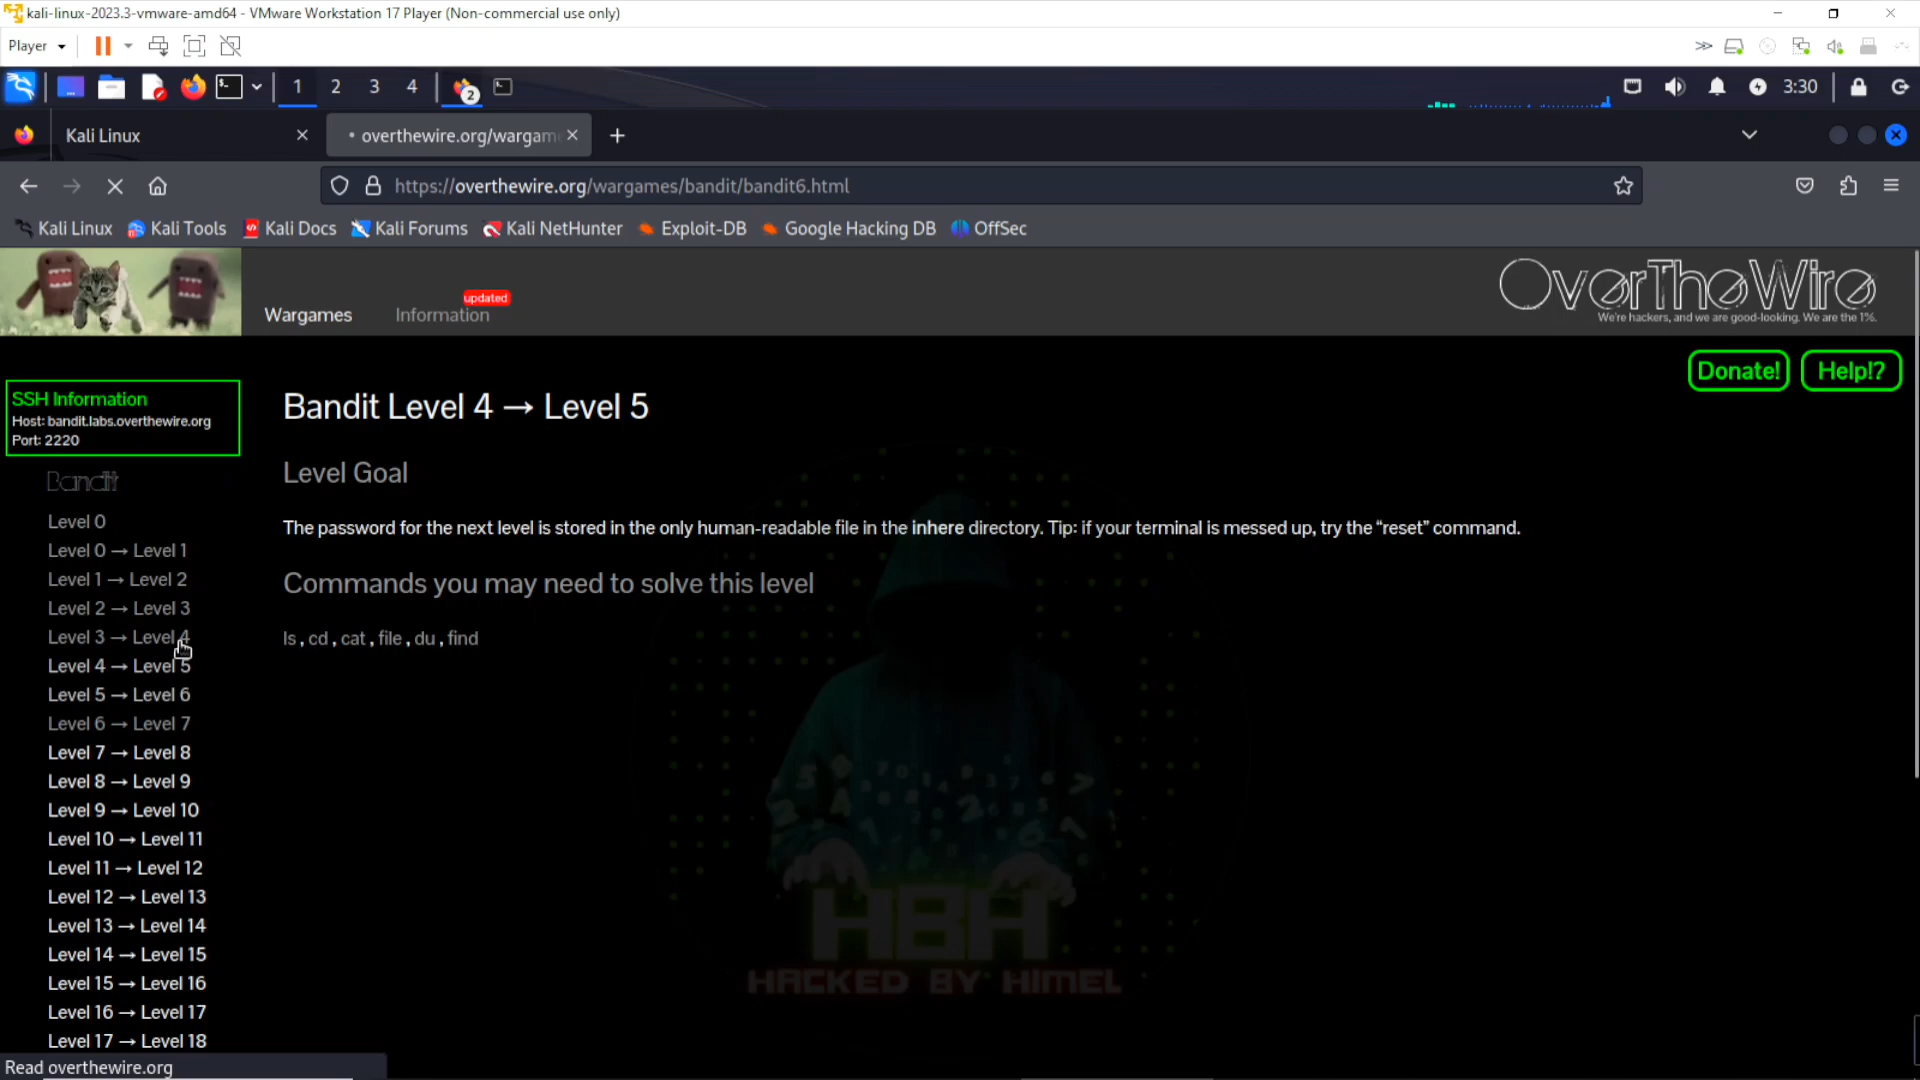 kali-linux-2023.3-vmware-amd64 - VMware Workstation 17 Player (Non-commercial use only)
Player
1 2 3 4 2 3:30
Kali Linux overthewire.org/wargam
https://overthewire.org/wargames/bandit/bandit6.html
Kali Linux Kali Tools Kali Docs Kali Forums Kali NetHunter Exploit-DB Google Hacking DB OffSec
Wargames Information updated
OverTheWire
We're hackers, and we are good-looking. We are the 1%.
Donate! Help!?
SSH Information
Host: bandit.labs.overthewire.org
Port: 2220
Bandit
Level 0
Level 0 → Level 1
Level 1 → Level 2
Level 2 → Level 3
Level 3 → Level 4
Level 4 → Level 5
Level 5 → Level 6
Level 6 → Level 7
Level 7 → Level 8
Level 8 → Level 9
Level 9 → Level 10
Level 10 → Level 11
Level 11 → Level 12
Level 12 → Level 13
Level 13 → Level 14
Level 14 → Level 15
Level 15 → Level 16
Level 16 → Level 17
Level 17 → Level 18
Bandit Level 4 → Level 5
Level Goal
The password for the next level is stored in the only human-readable file in the inhere directory. Tip: if your terminal is messed up, try the “reset” command.
Commands you may need to solve this level
ls , cd , cat , file , du , find
HBH
HACKED BY HIMEL
Read overthewire.org